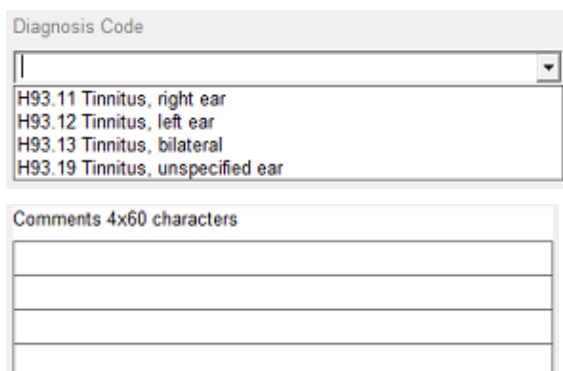 Diagnosis Code
H93.11 Tinnitus, right ear
H93.12 Tinnitus, left ear
H93.13 Tinnitus, bilateral
H93.19 Tinnitus, unspecified ear
Comments 4x60 characters